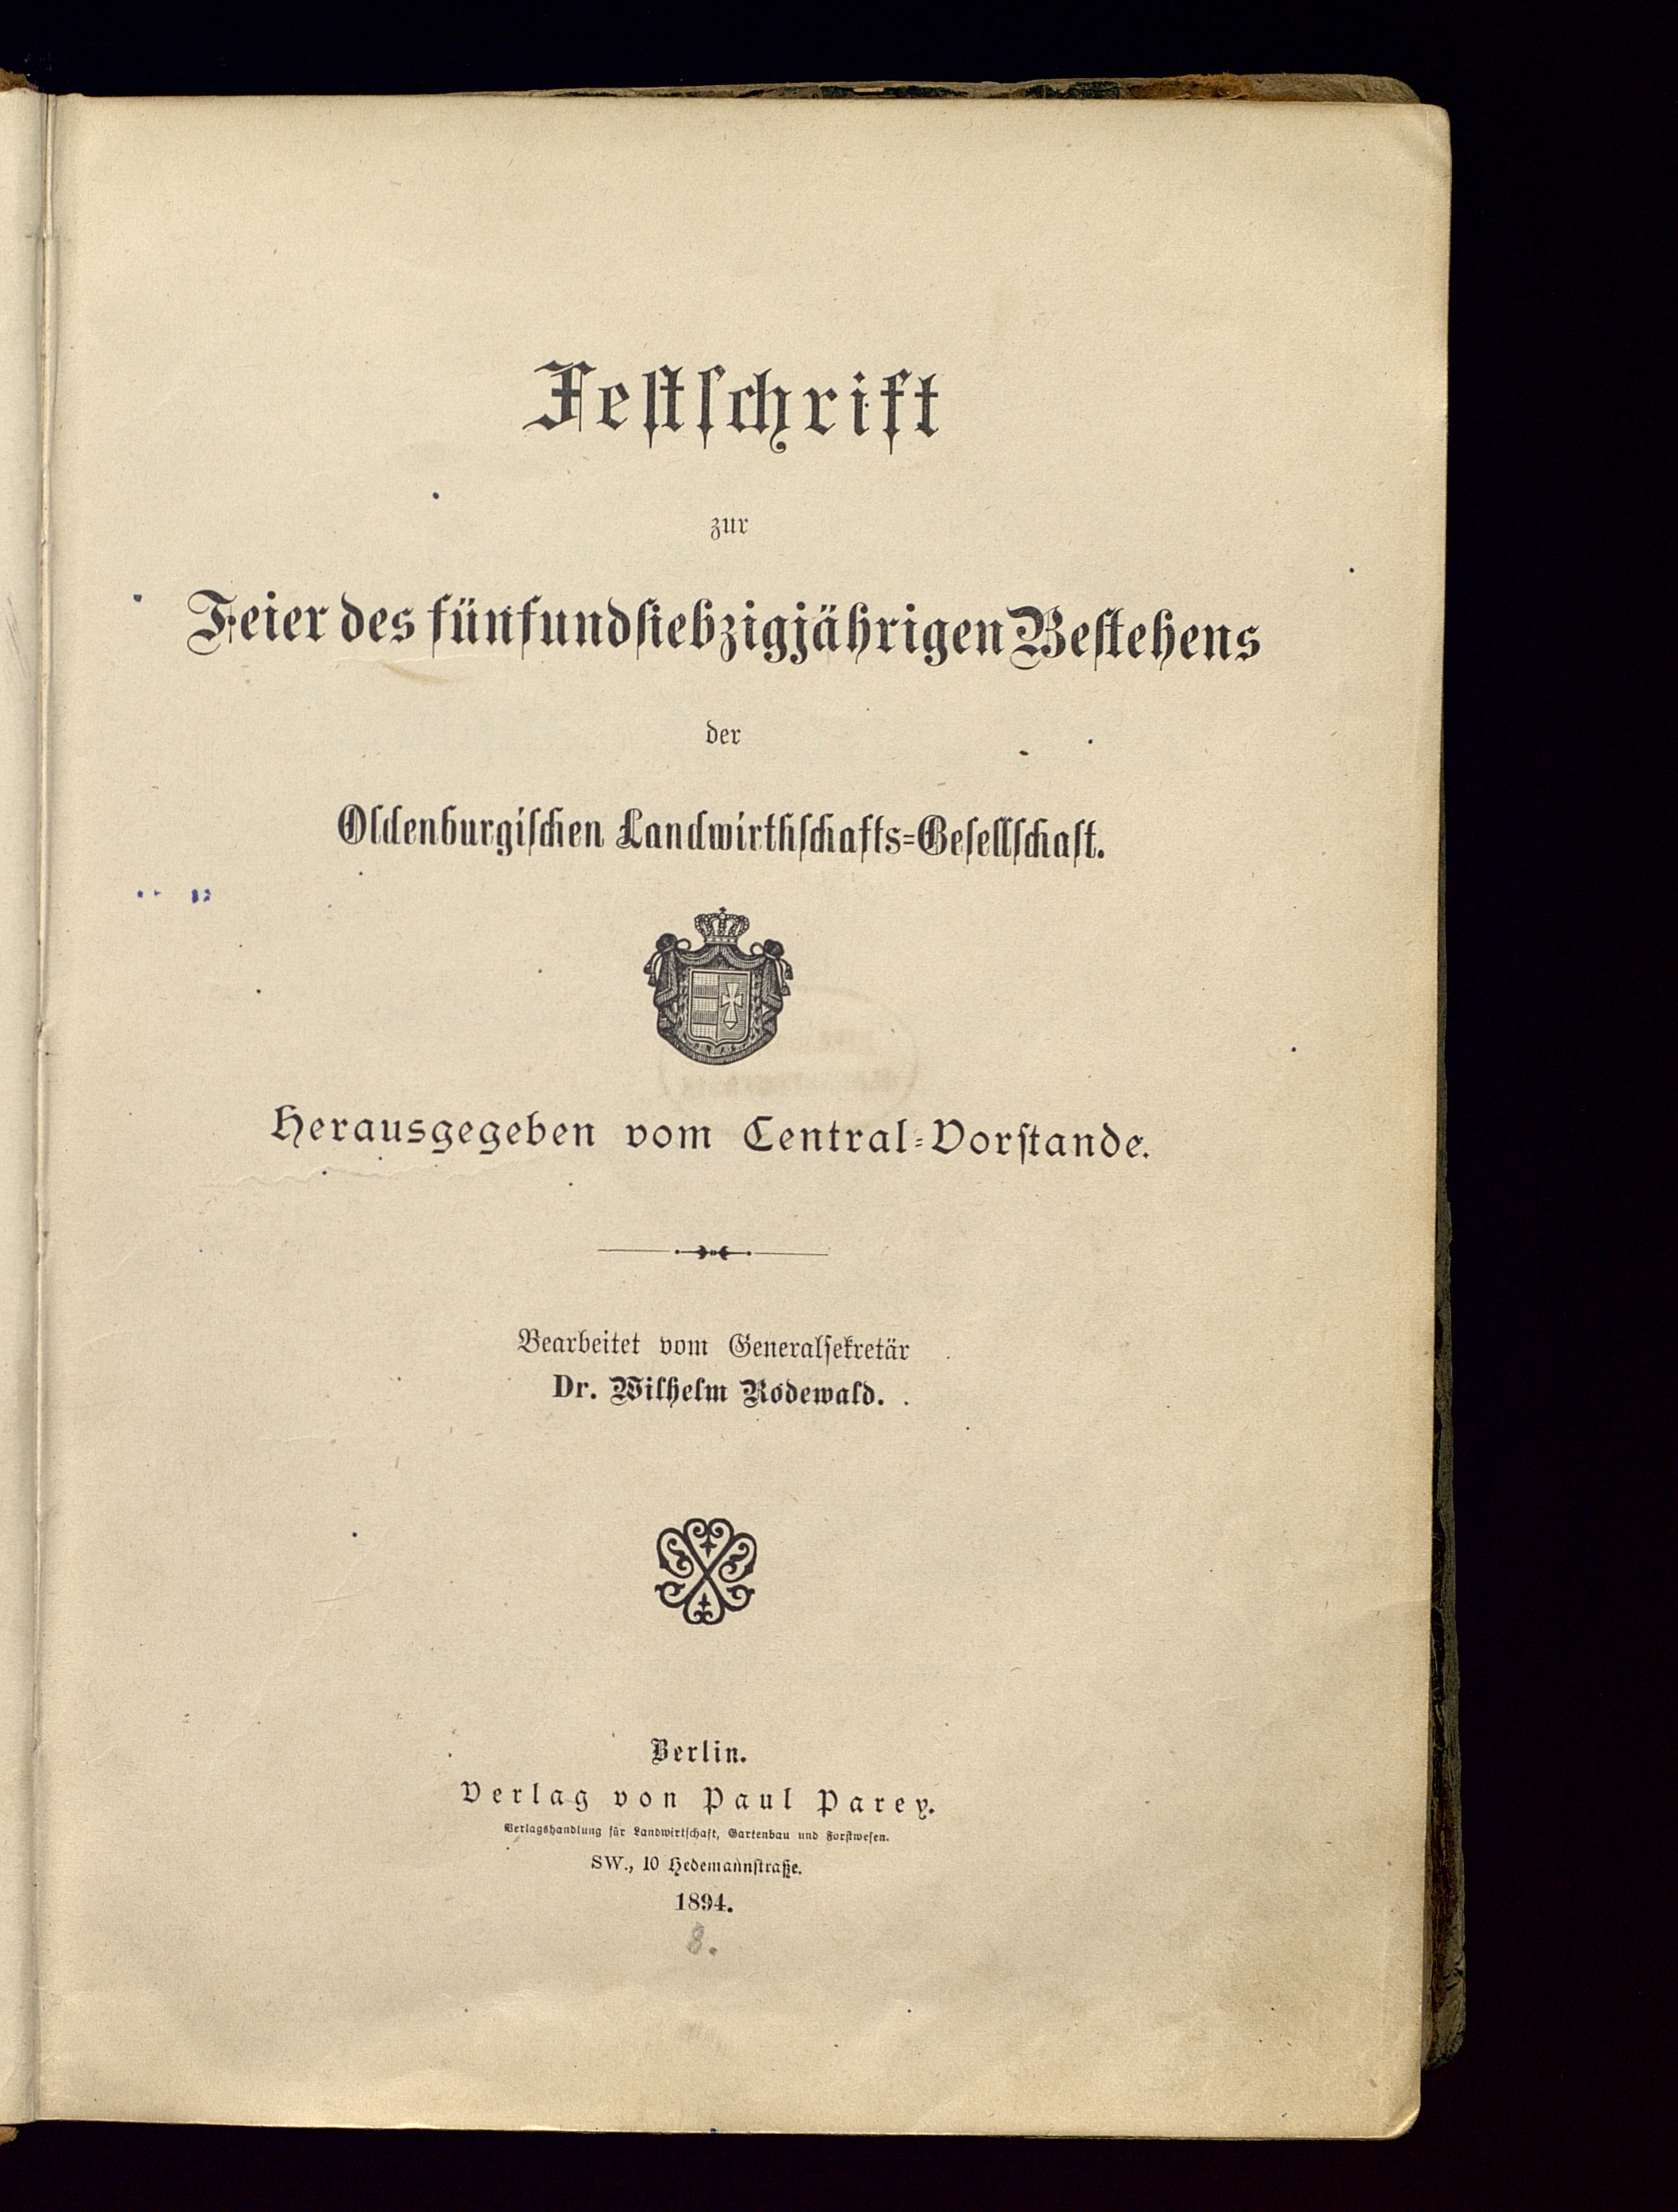 Festschrift
zur
Feier des fünfundsiebzigjährigen Bestehens
der
Oldenburgischen Landwirthschafts-Gesellschaft.
Herausgegeben vom Central-Vorstande.
Bearbeitet vom Generalsekretär
Dr. Wilhelm Rodewald.
Berlin.
Verlag von Paul Parey.
Verlagshandlung für Landwirtschaft, Gartenbau und Forstwesen.
SW., 10 Hedemannstraße.
1894.
8.